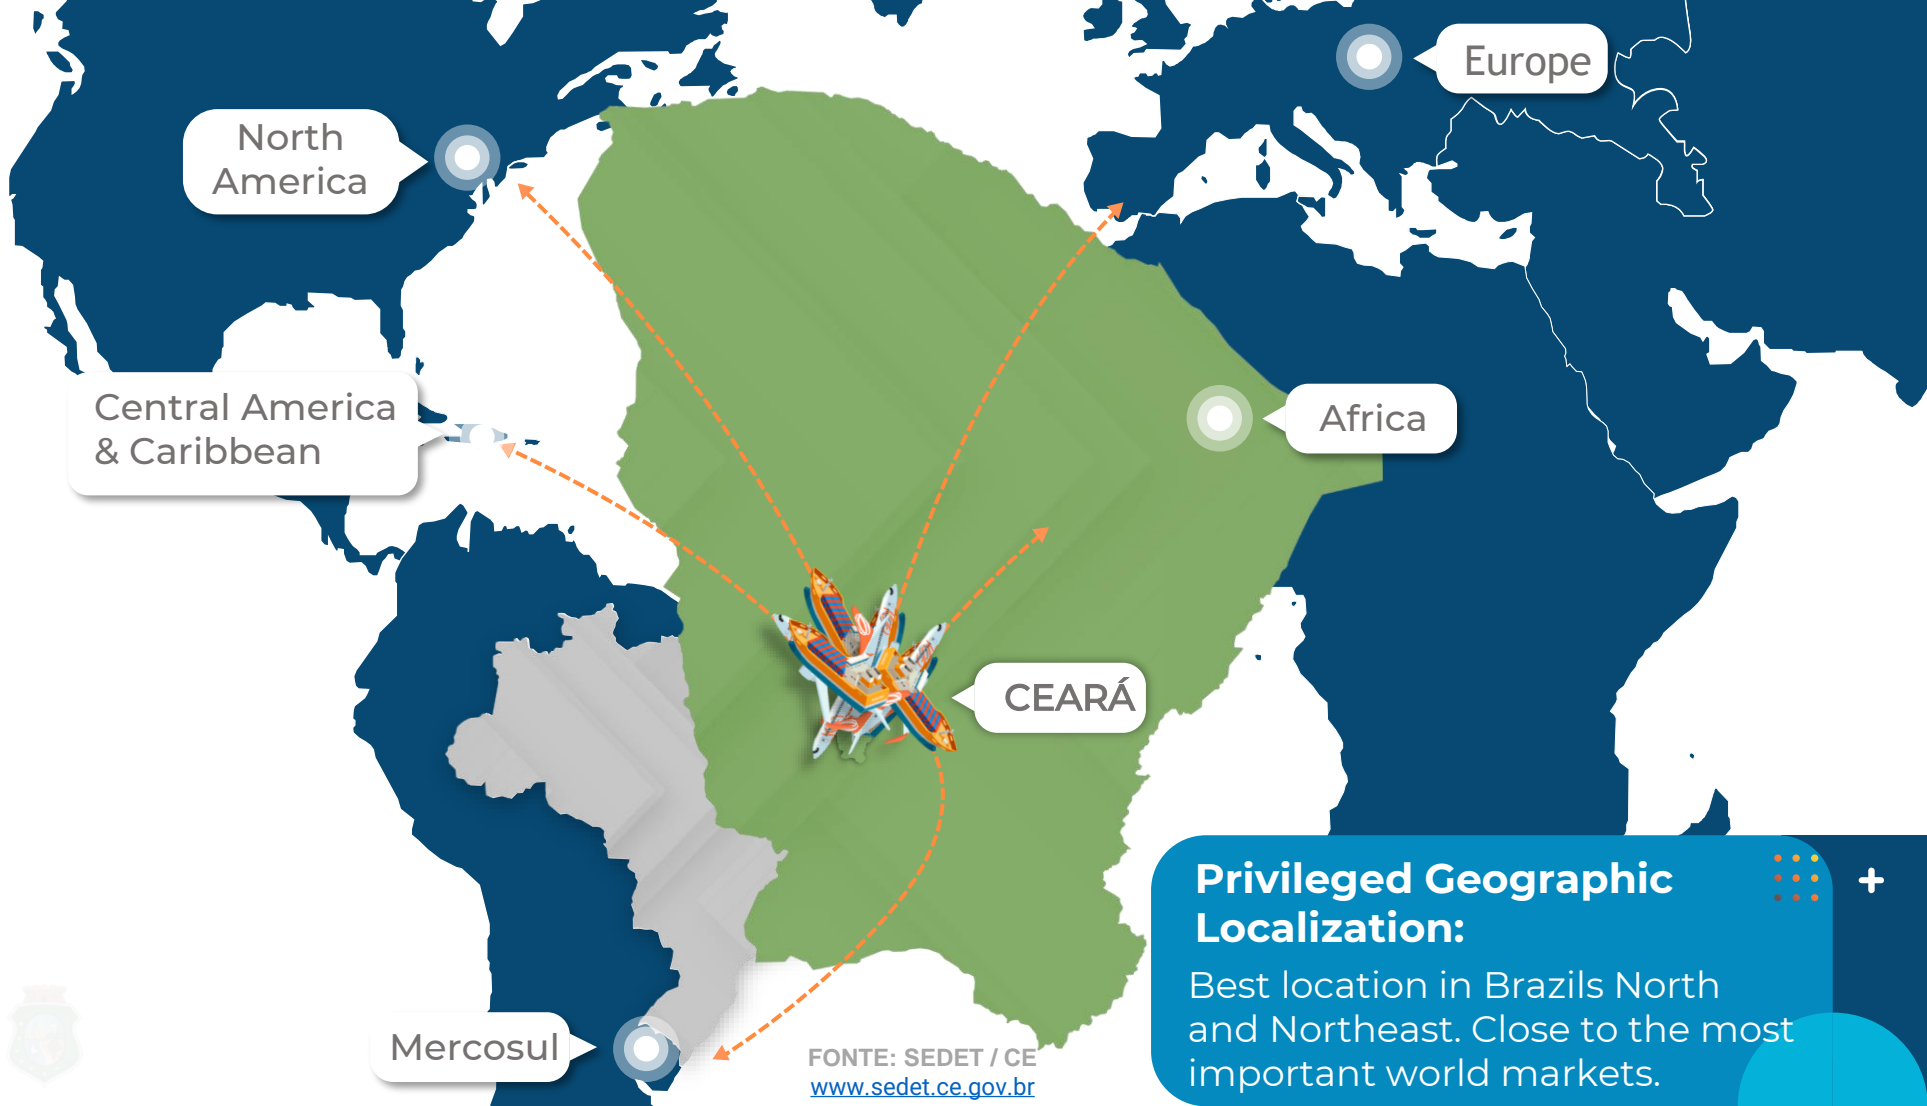 Europe
North
America
Central America
& Caribbean
Africa
CEARÁ
Mercosul
FONTE: SEDET / CE
www.sedet.ce.gov.br
Privileged Geographic
Localization:
Best location in Brazils North
and Northeast. Close to the most
important world markets.